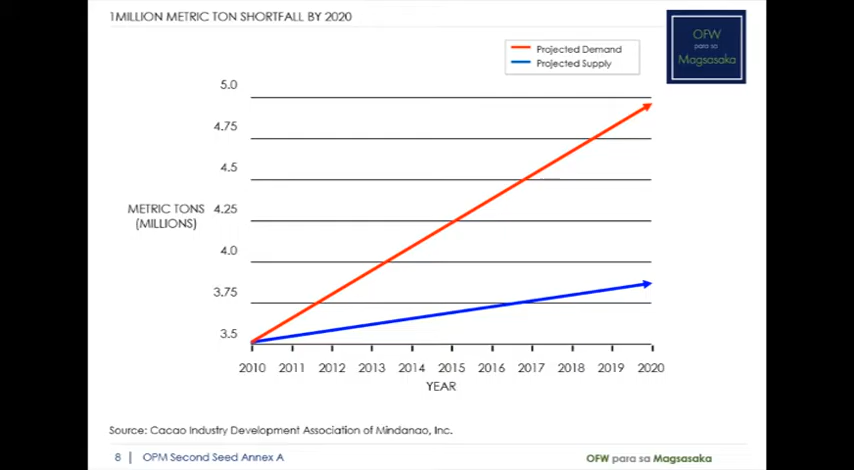 1MILLION METRIC TON SHORTFALL BY 2020
OFW
para sa
Magsasaka
Projected Demand
Projected Supply
5.0
4.75
4.5
METRIC TONS
(MILLIONS)
4.25
4.0
3.75
3.5
2010 2011 2012 2013 2014 2015 2016 2017 2018 2019 2020
YEAR
Source: Cacao Industry Development Association of Mindanao, Inc.
8 | OPM Second Seed Annex A
OFW para sa Magsasaka